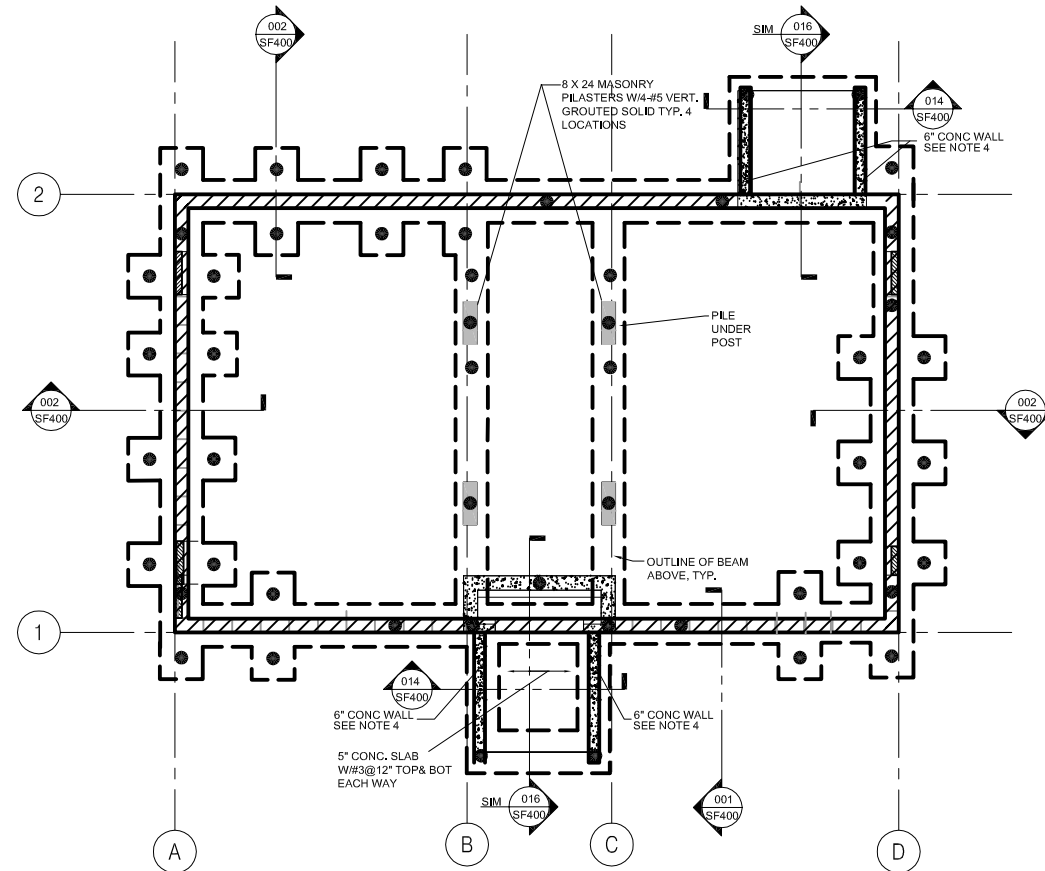 002
SF400
SIM
016
SF400
8 X 24 MASONRY
PILASTERS W/4-#5 VERT.
GROUTED SOLID TYP. 4
LOCATIONS
014
SF400
6" CONC WALL
SEE NOTE 4
2
PILE
UNDER
POST
002
SF400
002
SF400
OUTLINE OF BEAM
ABOVE, TYP.
1
014
SF400
6" CONC WALL
SEE NOTE 4
6" CONC WALL
SEE NOTE 4
5" CONC. SLAB
W/#3@12" TOP& BOT
EACH WAY
SIM
016
SF400
001
SF400
A
B
C
D